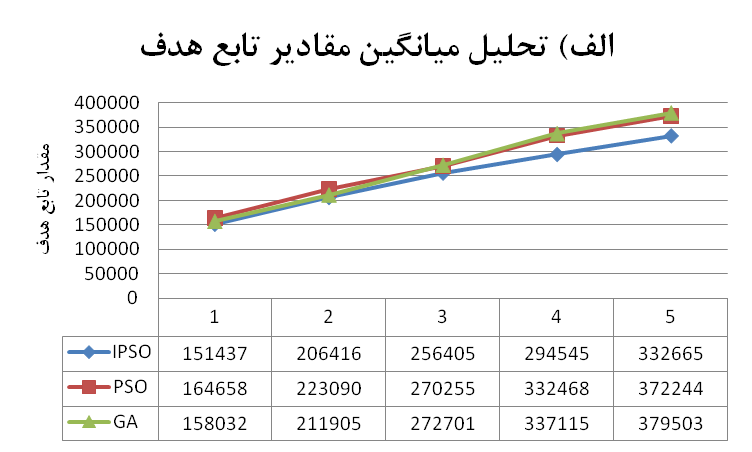 الف) تحلیل میانگین مقادیر تابع هدف
مقدار تابع هدف
400000
350000
300000
250000
200000
150000
100000
50000
0
1 2 3 4 5
IPSO 151437 206416 256405 294545 332665
PSO 164658 223090 270255 332468 372244
GA 158032 211905 272701 337115 379503